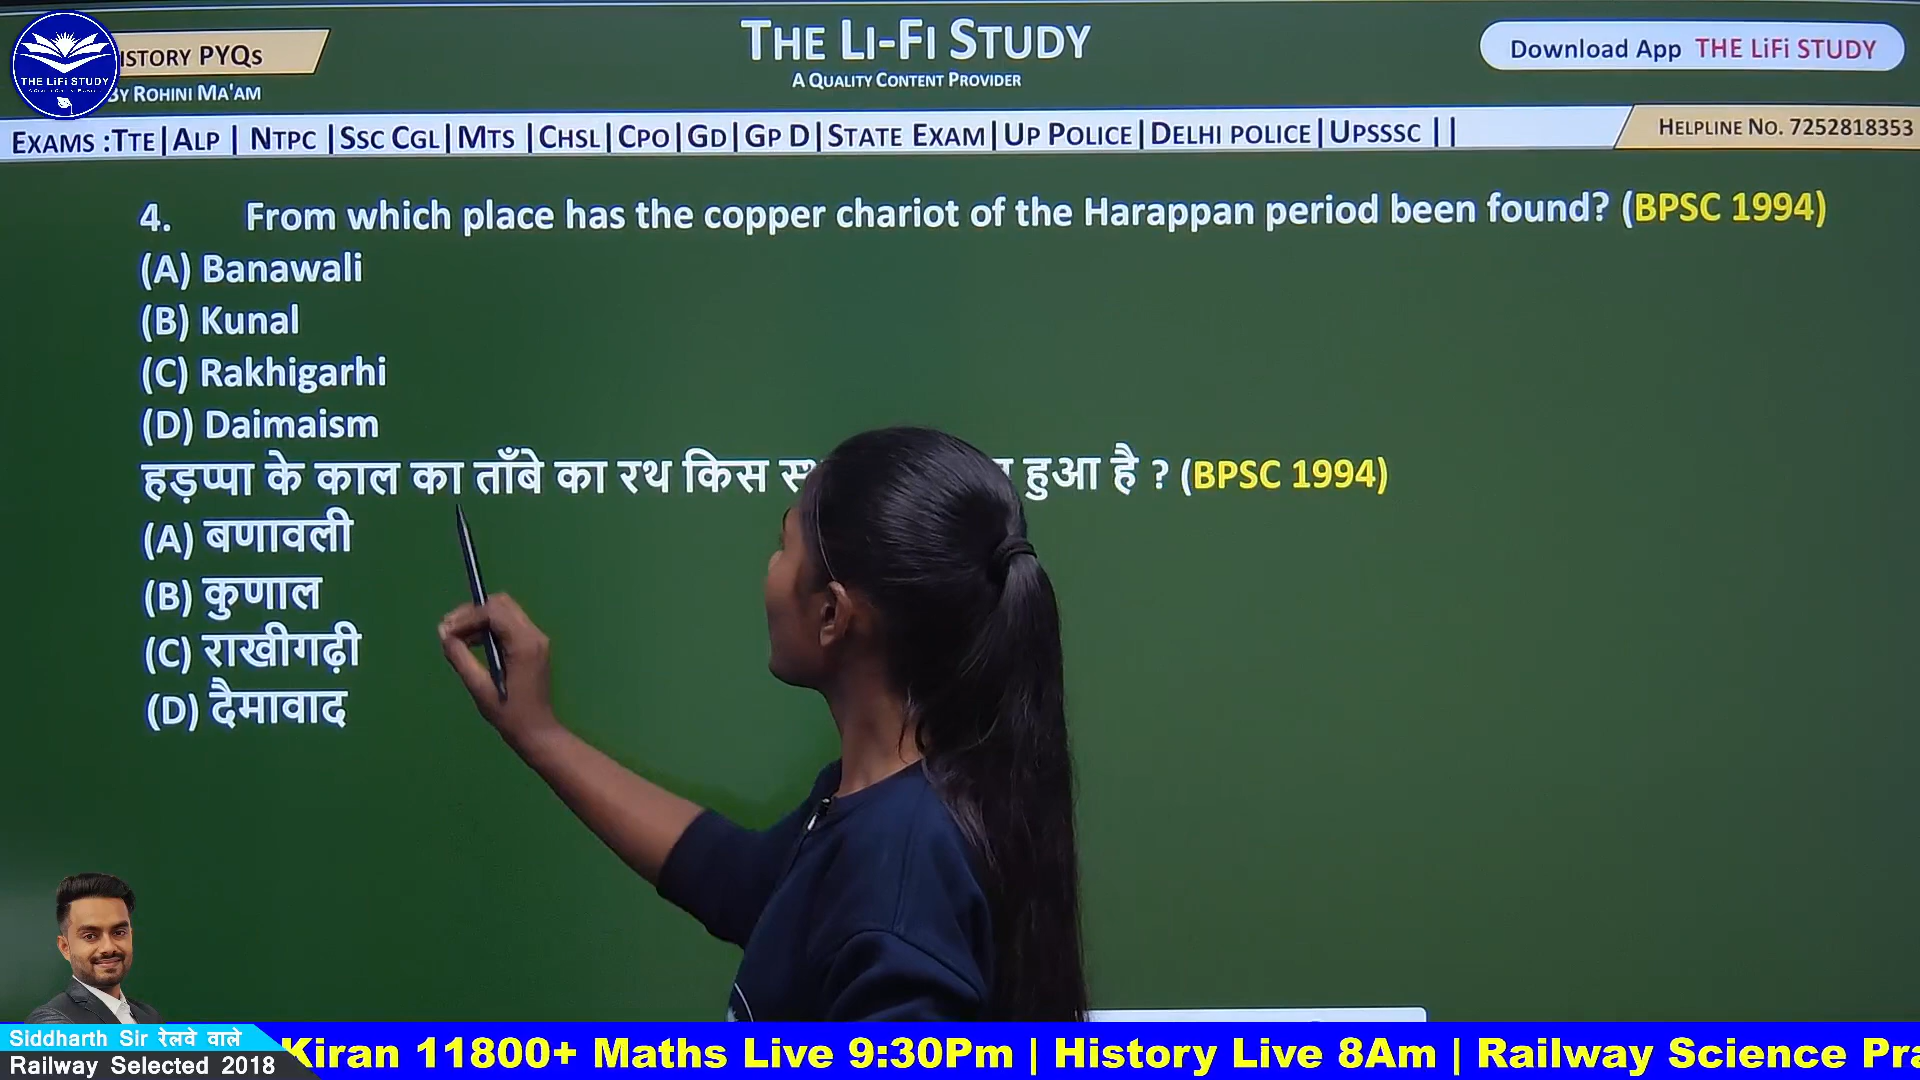 THE LI-FI STUDY
A QUALITY CONTENT PROVIDER
ISTORY PYQs
BY ROHINI MA'AM
THE LiFi STUDY
Download App THE LiFi STUDY
EXAMS :TTE|ALP | NTPC |SSC CGL|MTS |CHSL|CPO|GD|GP D|STATE EXAM|UP POLICE|DELHI POLICE|UPSSSC ||
HELPLINE NO. 7252818353
4. From which place has the copper chariot of the Harappan period been found? (BPSC 1994)
(A) Banawali
(B) Kunal
(C) Rakhigarhi
(D) Daimaism
हड़प्पा के काल का ताँबे का रथ किस हुआ है ? (BPSC 1994)
(A) बणावली
(B) कुणाल
(C) राखीगढ़ी
(D) दैमावाद
Siddharth Sir रेलवे वाले
Railway Selected 2018
Kiran 11800+ Maths Live 9:30Pm | History Live 8Am | Railway Science